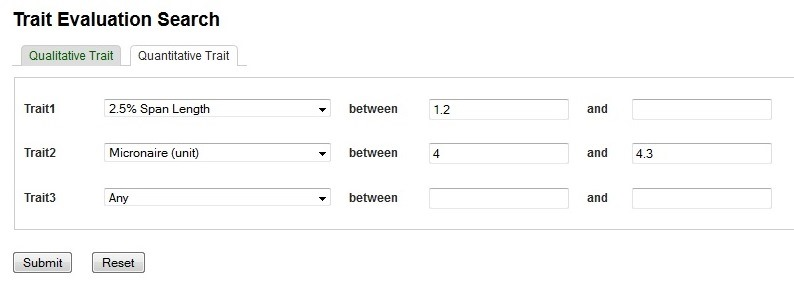 Trait Evaluation Search
Qualitative Trait Quantitative Trait
Trait1 2.5% Span Length between 1.2 and
Trait2 Micronaire (unit) between 4 and 4.3
Trait3 Any between and
Submit Reset